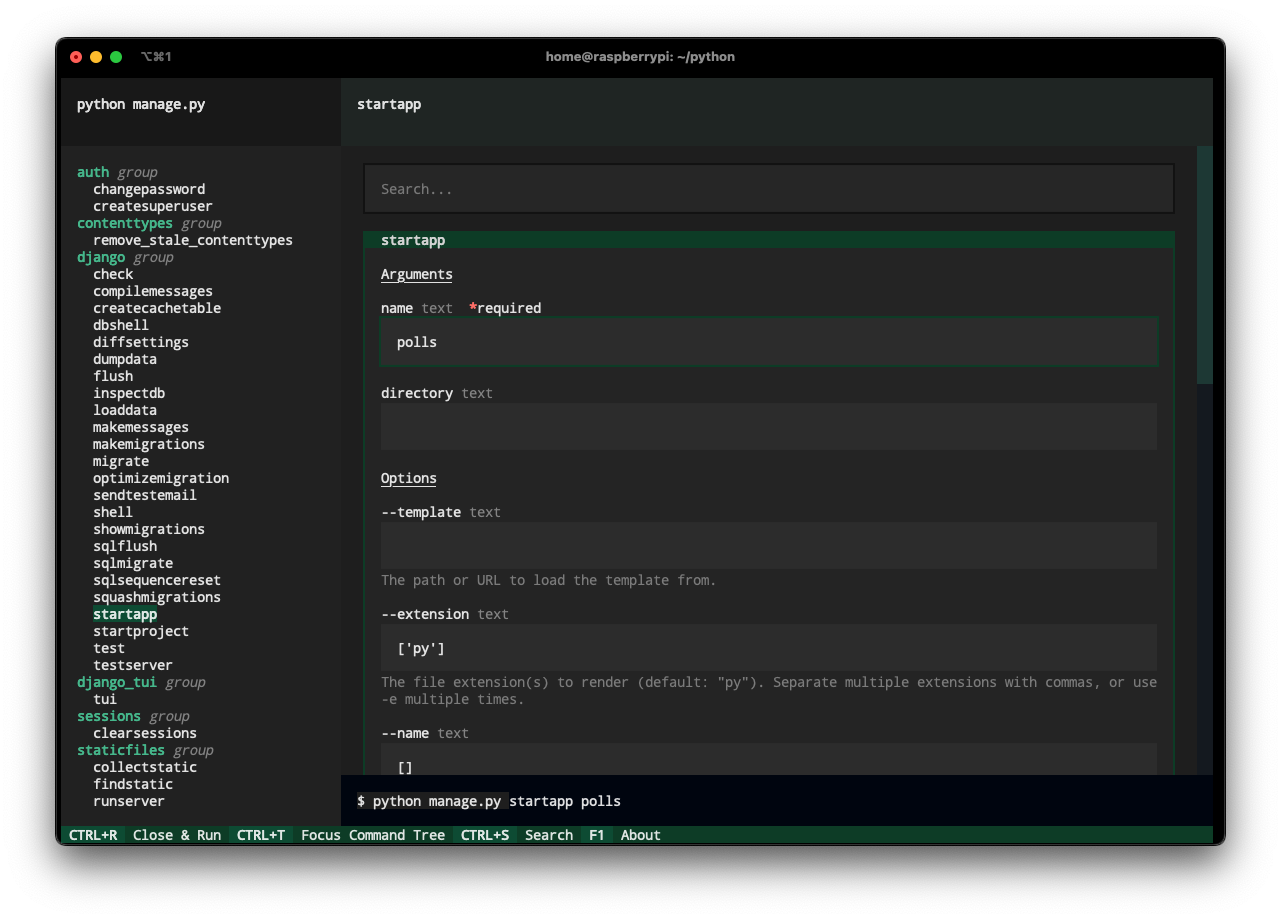 ⌥⌘1
home@raspberrypi: ~/python
python manage.py
startapp
auth group
changepassword
createsuperuser
contenttypes group
remove_stale_contenttypes
django group
check
compilemessages
createcachetable
dbshell
diffsettings
dumpdata
flush
inspectdb
loaddata
makemessages
makemigrations
migrate
optimizemigration
sendtestemail
shell
showmigrations
sqlflush
sqlmigrate
sqlsequencereset
squashmigrations
startapp
startproject
test
testserver
django_tui group
tui
sessions group
clearsessions
staticfiles group
collectstatic
findstatic
runserver
Search...
startapp
Arguments
name text *required
polls
directory text
Options
--template text
The path or URL to load the template from.
--extension text
['py']
The file extension(s) to render (default: "py"). Separate multiple extensions with commas, or use
-e multiple times.
--name text
[]
$ python manage.py startapp polls
CTRL+R Close & Run CTRL+T Focus Command Tree CTRL+S Search F1 About